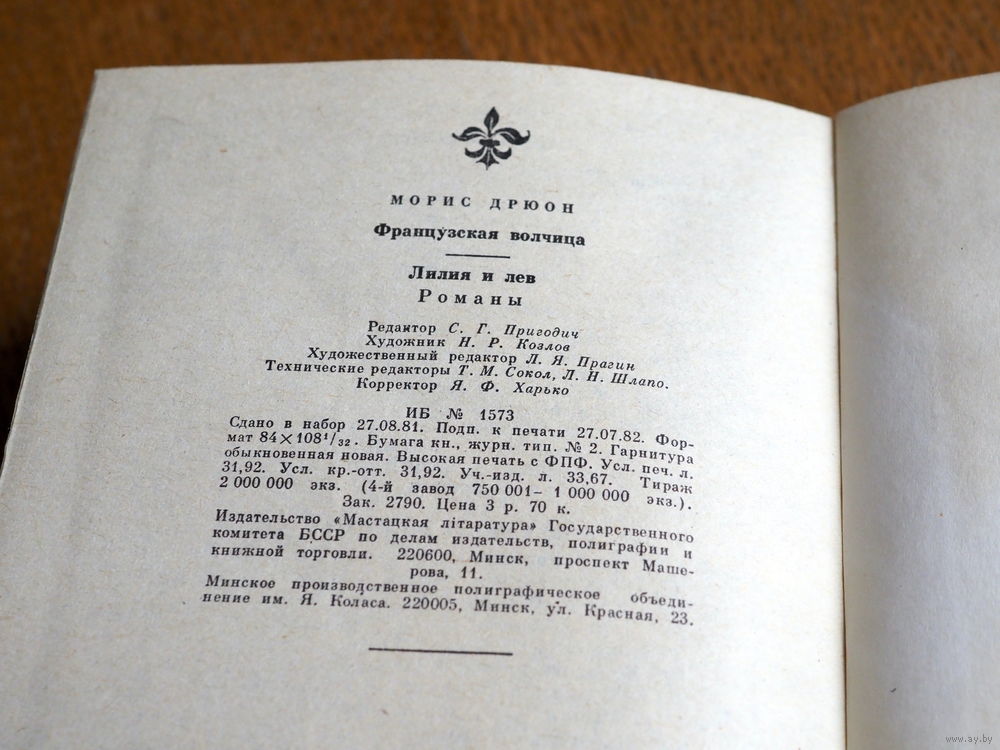 МОРИС ДРЮОН
Французская волчица
Лилия и лев
Романы
Редактор С. Г. Пригодич
Художник Н. Р. Козлов
Художественный редактор Л. Я. Прагин
Технические редакторы Т. М. Сокол, Л. Н. Шлапо.
Корректор Я. Ф. Харько
ИБ № 1573
Сдано в набор 27.08.81. Подп. к печати 27.07.82. Фор-
мат 84×108¹/₃₂. Бумага кн., журн. тип. № 2. Гарнитура
обыкновенная новая. Высокая печать с ФПФ. Усл. печ. л.
31,92. Усл. кр.-отт. 31,92. Уч.-изд. л. 33,67. Тираж
2 000 000 экз. (4-й завод 750 001— 1 000 000 экз.).
Зак. 2790. Цена 3 р. 70 к.
Издательство «Мастацкая літаратура» Государственного
комитета БССР по делам издательств, полиграфии и
книжной торговли. 220600, Минск, проспект Маше-
рова, 11.
Минское производственное полиграфическое объеди-
нение им. Я. Коласа. 220005, Минск, ул. Красная, 23.
www.ay.by